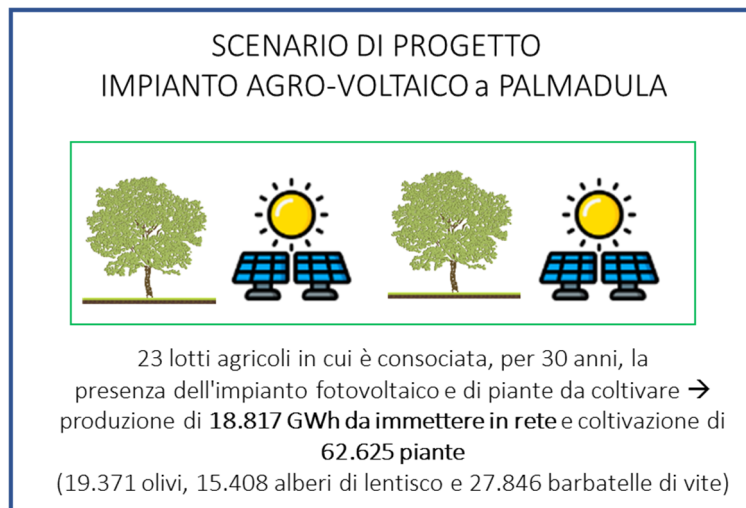 SCENARIO DI PROGETTO
IMPIANTO AGRO-VOLTAICO a PALMADULA
23 lotti agricoli in cui è consociata, per 30 anni, la
presenza dell'impianto fotovoltaico e di piante da coltivare →
produzione di 18.817 GWh da immettere in rete e coltivazione di
62.625 piante
(19.371 olivi, 15.408 alberi di lentisco e 27.846 barbatelle di vite)